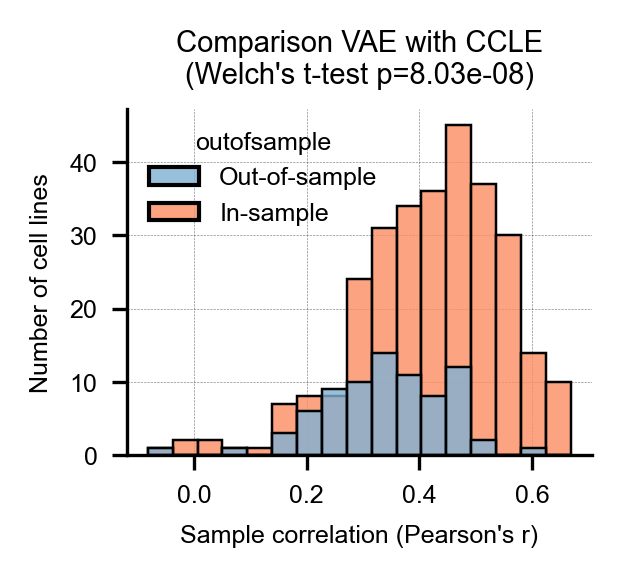 Comparison VAE with CCLE
(Welch's t-test p=8.03e-08)
outofsample
Out-of-sample
In-sample
Number of cell lines
40
30
20
10
0
0.0 0.2 0.4 0.6
Sample correlation (Pearson's r)